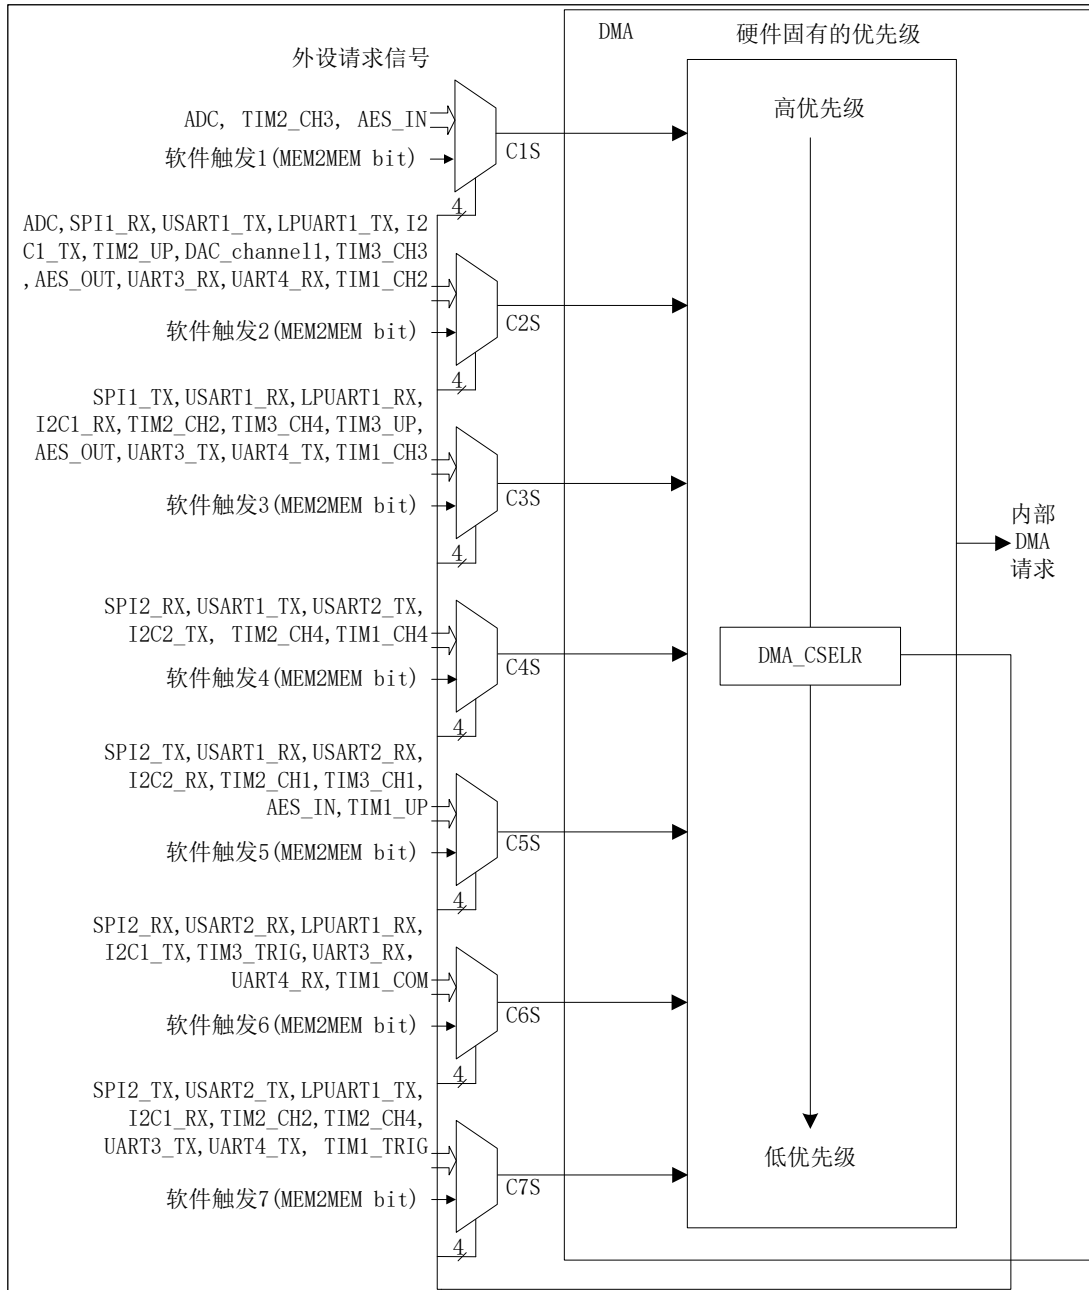 DMA
硬件固有的优先级
外设请求信号
高优先级
ADC, TIM2_CH3, AES_IN
软件触发1(MEM2MEM bit)
C1S
4
ADC,SPI1_RX,USART1_TX,LPUART1_TX,I2
C1_TX,TIM2_UP,DAC_channel1,TIM3_CH3
,AES_OUT,UART3_RX,UART4_RX,TIM1_CH2
软件触发2(MEM2MEM bit)
C2S
4
SPI1_TX,USART1_RX,LPUART1_RX,
I2C1_RX,TIM2_CH2,TIM3_CH4,TIM3_UP,
AES_OUT,UART3_TX,UART4_TX,TIM1_CH3
软件触发3(MEM2MEM bit)
C3S
4
内部
DMA
请求
SPI2_RX,USART1_TX,USART2_TX,
I2C2_TX, TIM2_CH4,TIM1_CH4
软件触发4(MEM2MEM bit)
C4S
DMA_CSELR
4
SPI2_TX,USART1_RX,USART2_RX,
I2C2_RX,TIM2_CH1,TIM3_CH1,
AES_IN,TIM1_UP
软件触发5(MEM2MEM bit)
C5S
4
SPI2_RX,USART2_RX,LPUART1_RX,
I2C1_TX,TIM3_TRIG,UART3_RX,
UART4_RX,TIM1_COM
软件触发6(MEM2MEM bit)
C6S
4
SPI2_TX,USART2_TX,LPUART1_TX,
I2C1_RX,TIM2_CH2,TIM2_CH4,
UART3_TX,UART4_TX, TIM1_TRIG
软件触发7(MEM2MEM bit)
C7S
4
低优先级